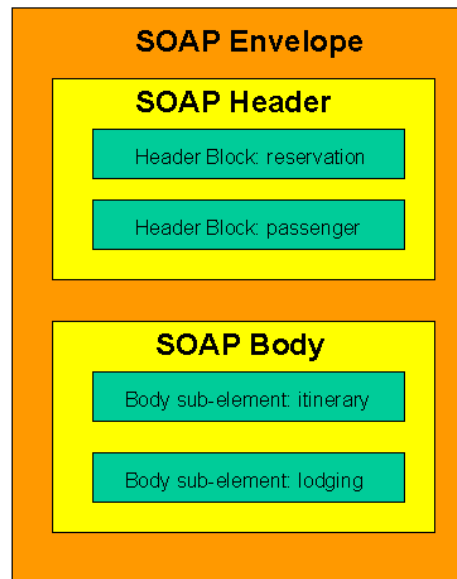 SOAP Envelope
SOAP Header
Header Block: reservation
Header Block: passenger
SOAP Body
Body sub-element: itinerary
Body sub-element: lodging